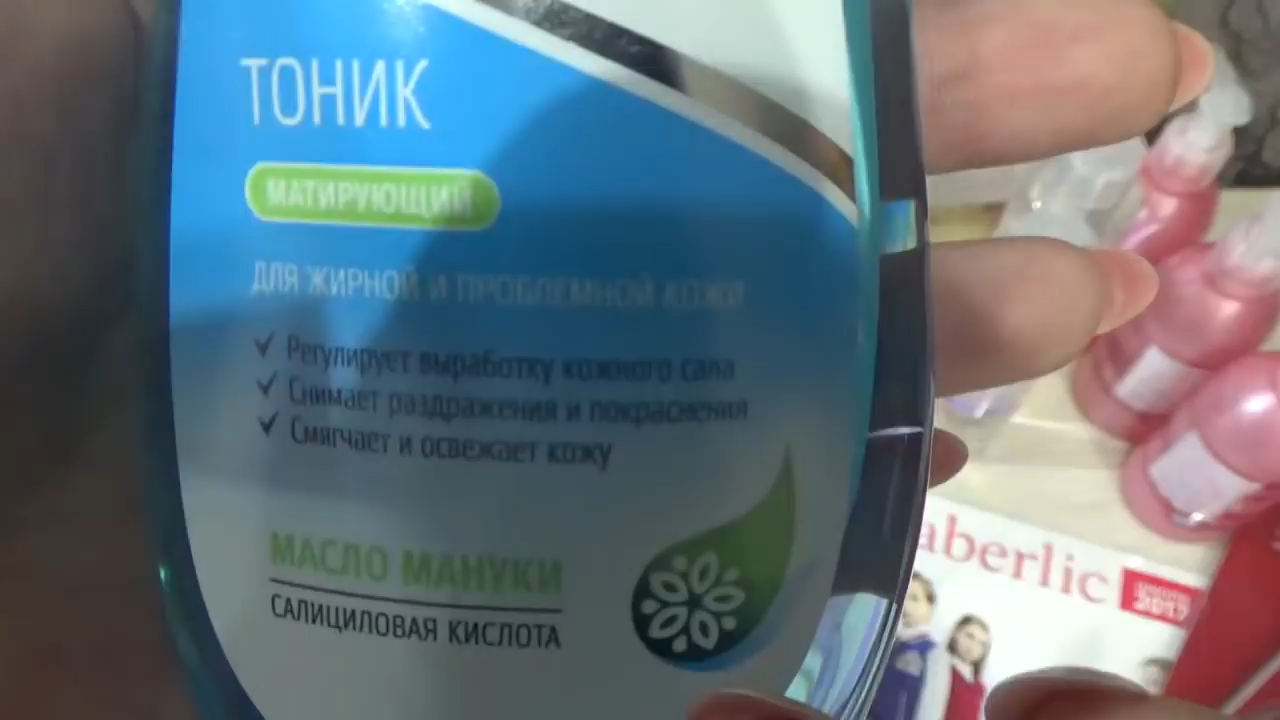 ТОНИК
МАТИРУЮЩИЙ
ДЛЯ ЖИРНОЙ И ПРОБЛЕМНОЙ КОЖИ
✓ Регулирует выработку кожного сала
✓ Снимает раздражения и покраснения
✓ Смягчает и освежает кожу
МАСЛО МАНУКИ
САЛИЦИЛОВАЯ КИСЛОТА
aberlic
2017